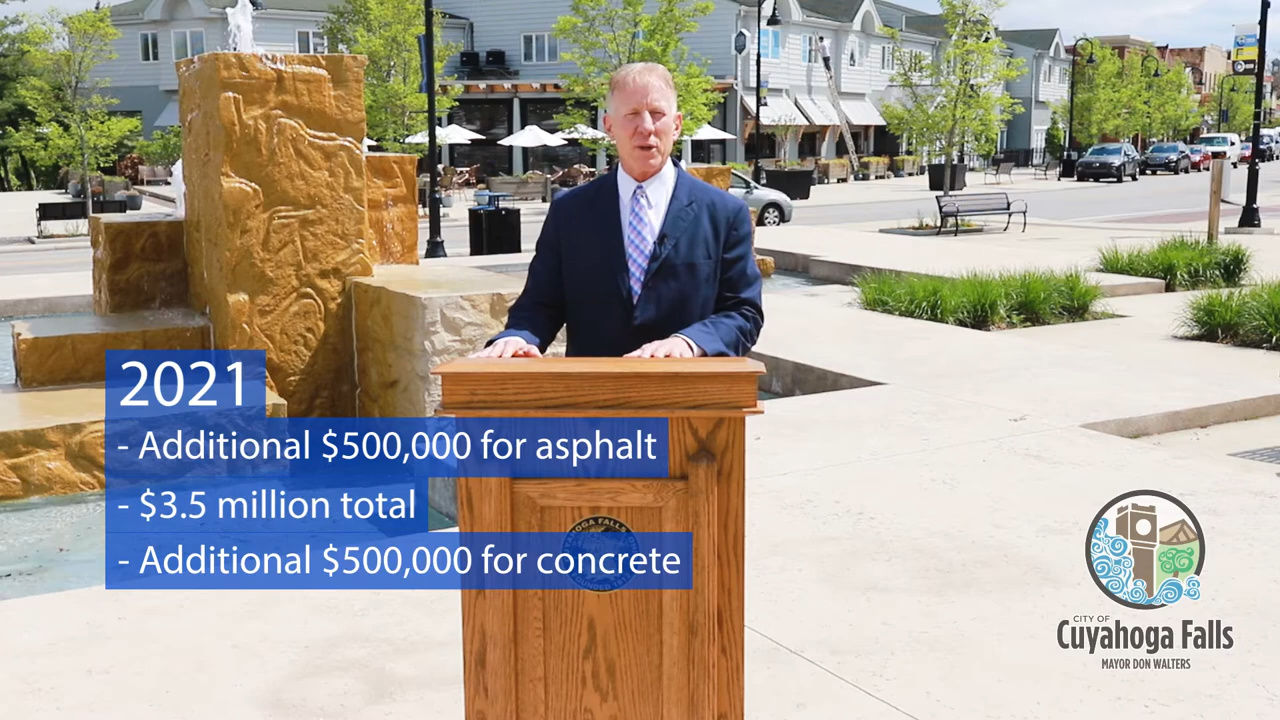 2021
- Additional $500,000 for asphalt
- $3.5 million total
- Additional $500,000 for concrete
CITY OF
Cuyahoga Falls
MAYOR DON WALTERS